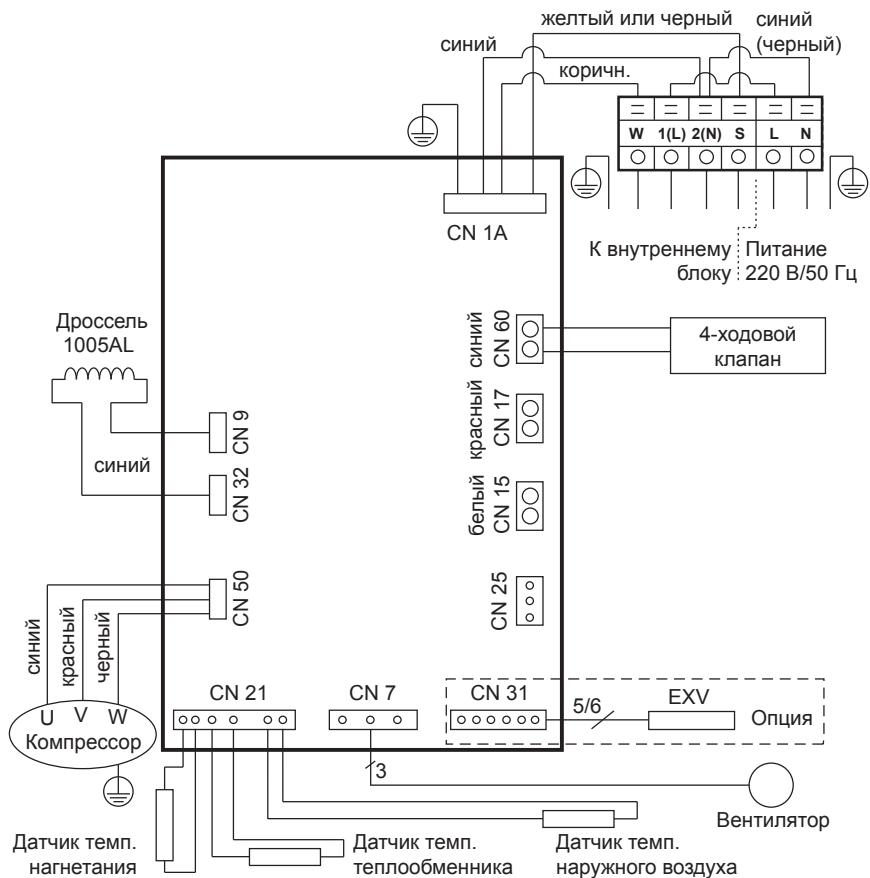 желтый или черный
синий
(черный)
синий
коричн.
W 1(L) 2(N) S L N
CN 1A
К внутреннему
блоку
Питание
220 В/50 Гц
Дроссель
1005AL
синий
CN 60
4-ходовой
клапан
красный
CN 17
CN 9
синий
CN 32
белый
CN 15
CN 50
CN 25
синий
красный
черный
U V W
Компрессор
CN 21
CN 7
CN 31
5/6
EXV
Опция
3
Вентилятор
Датчик темп.
нагнетания
Датчик темп.
теплообменника
Датчик темп.
наружного воздуха